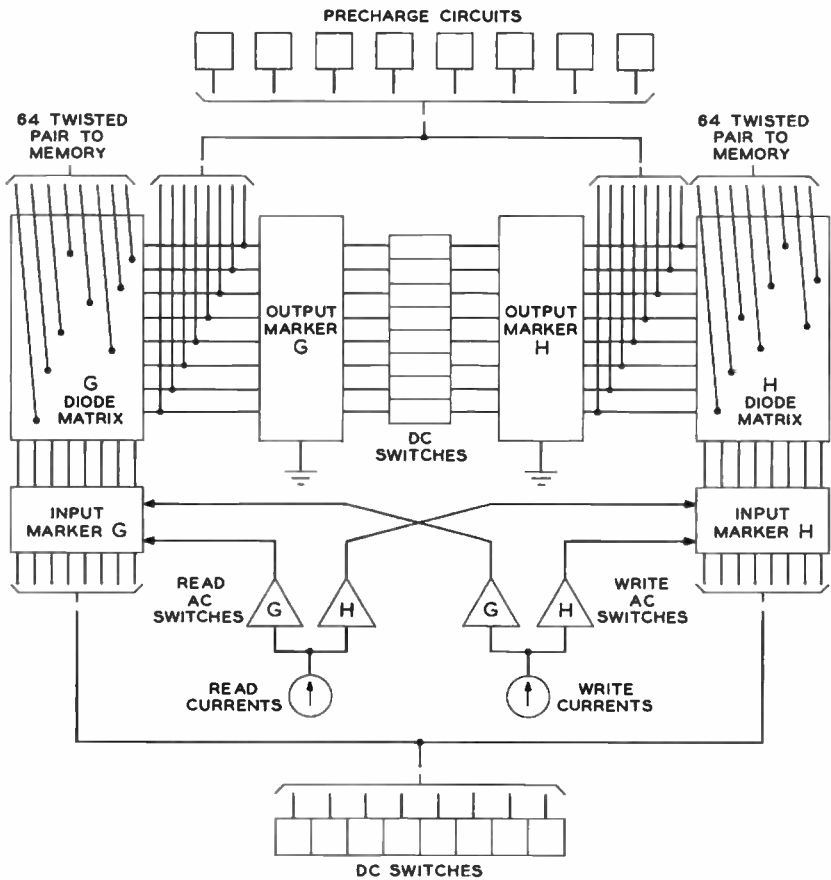 PRECHARGE CIRCUITS
64 TWISTED
PAIR TO
MEMORY
64 TWISTED
PAIR TO
MEMORY
OUTPUT
MARKER
G
OUTPUT
MARKER
H
G
DIODE
MATRIX
H
DIODE
MATRIX
DC
SWITCHES
INPUT
MARKER G
INPUT
MARKER H
READ
AC
SWITCHES
G
H
G
H
WRITE
AC
SWITCHES
READ
CURRENTS
WRITE
CURRENTS
DC SWITCHES